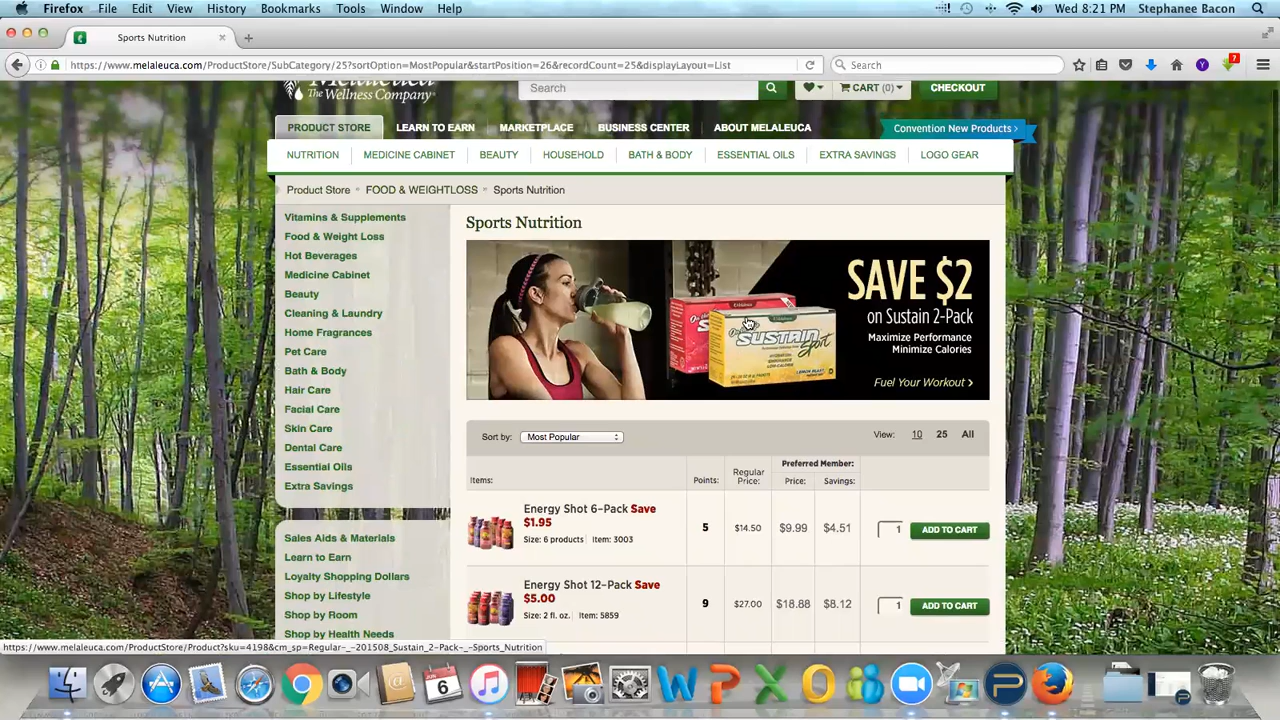 Firefox File Edit View History Bookmarks Tools Window Help Wed 8:21 PM Stephanee Bacon
Sports Nutrition
https://www.melaleuca.com/ProductStore/SubCategory/25?sortOption=MostPopular&startPosition=26&recordCount=25&displayLayout=List Search 7
Melaleuca
The Wellness Company
Search CART (0) CHECKOUT
PRODUCT STORE LEARN TO EARN MARKETPLACE BUSINESS CENTER ABOUT MELALEUCA Convention New Products ›
NUTRITION MEDICINE CABINET BEAUTY HOUSEHOLD BATH & BODY ESSENTIAL OILS EXTRA SAVINGS LOGO GEAR
Product Store FOOD & WEIGHTLOSS Sports Nutrition
Vitamins & Supplements
Food & Weight Loss
Hot Beverages
Medicine Cabinet
Beauty
Cleaning & Laundry
Home Fragrances
Pet Care
Bath & Body
Hair Care
Facial Care
Skin Care
Dental Care
Essential Oils
Extra Savings
Sales Aids & Materials
Learn to Earn
Loyalty Shopping Dollars
Shop by Lifestyle
Shop by Room
Shop by Health Needs
Sports Nutrition
SAVE $2
on Sustain 2-Pack
Maximize Performance
Minimize Calories
Fuel Your Workout ›
SUSTAIN
Sport
Sort by: Most Popular View: 10 25 All
Items: Points: Regular Price: Preferred Member: Price: Savings:
Energy Shot 6-Pack Save
$1.95
Size: 6 products Item: 3003
5 $14.50 $9.99 $4.51 1 ADD TO CART
Energy Shot 12-Pack Save
$5.00
Size: 2 fl. oz. Item: 5859
9 $27.00 $18.88 $8.12 1 ADD TO CART
https://www.melaleuca.com/ProductStore/Product?sku=4198&cm_sp=Regular-_-201508_Sustain_2-Pack-_-Sports_Nutrition
APR
6